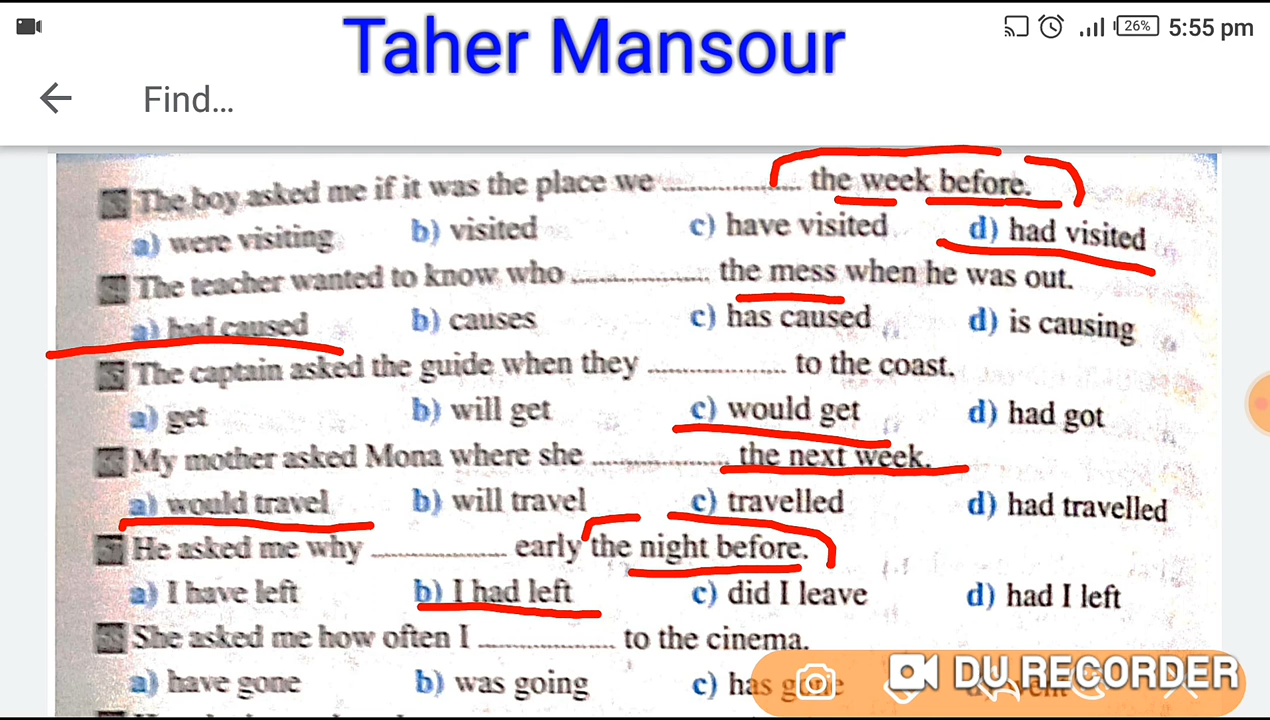 Taher Mansour
26% 5:55 pm
Find...
The boy asked me if it was the place we .................... the week before.
a) were visiting b) visited c) have visited d) had visited
The teacher wanted to know who .................... the mess when he was out.
a) had caused b) causes c) has caused d) is causing
35 The captain asked the guide when they .................... to the coast.
a) get b) will get c) would get d) had got
My mother asked Mona where she .................... the next week.
a) would travel b) will travel c) travelled d) had travelled
37 He asked me why .................... early the night before.
a) I have left b) I had left c) did I leave d) had I left
She asked me how often I .................... to the cinema.
a) have gone b) was going c) has gone d) went
DU RECORDER